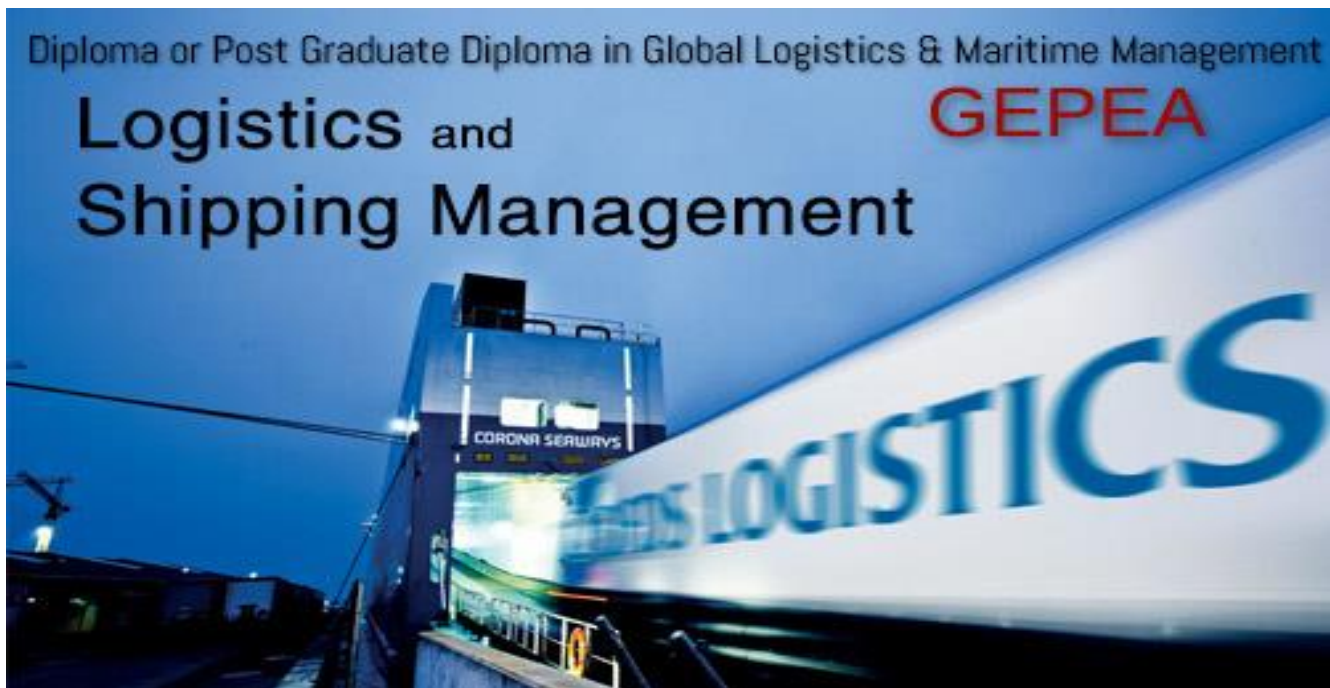 Diploma or Post Graduate Diploma in Global Logistics & Maritime Management
GEPEA
Logistics and
Shipping Management
CORONA SEAWAYS
LOGISTICS